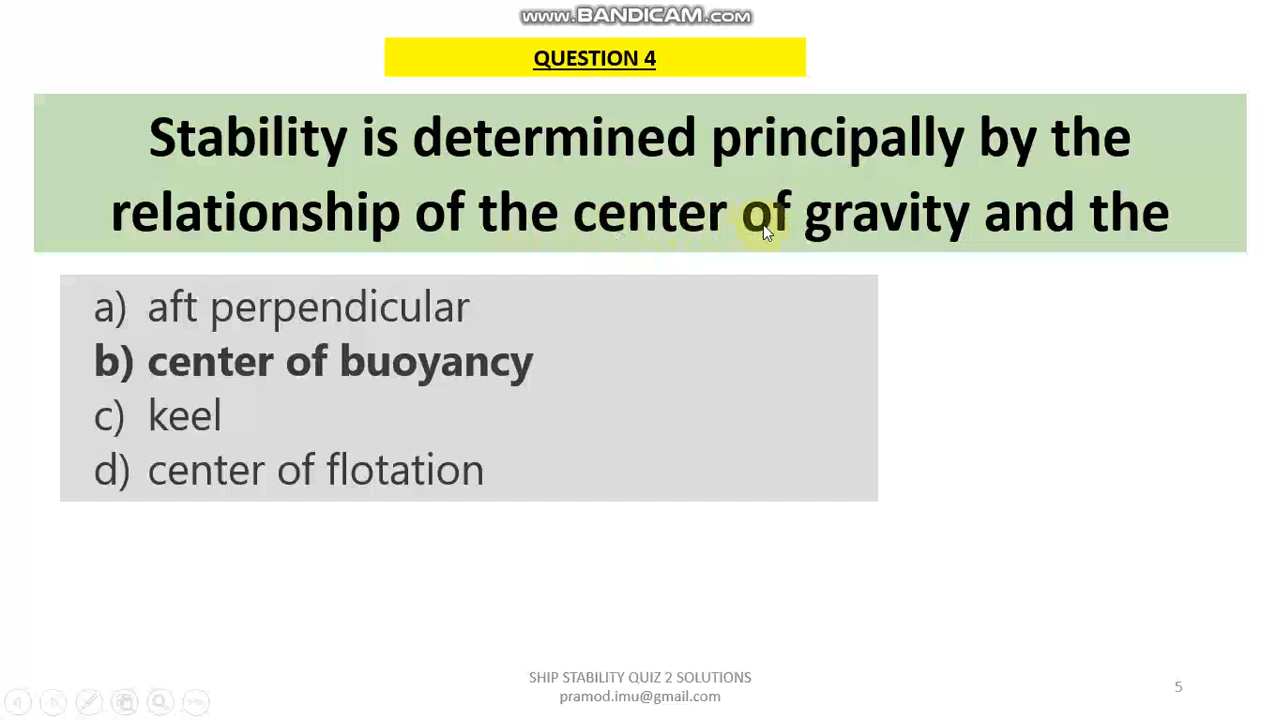 www.BANDICAM.com
QUESTION 4
Stability is determined principally by the
relationship of the center of gravity and the
a) aft perpendicular
b) center of buoyancy
c) keel
d) center of flotation
SHIP STABILITY QUIZ 2 SOLUTIONS
pramod.imu@gmail.com
5